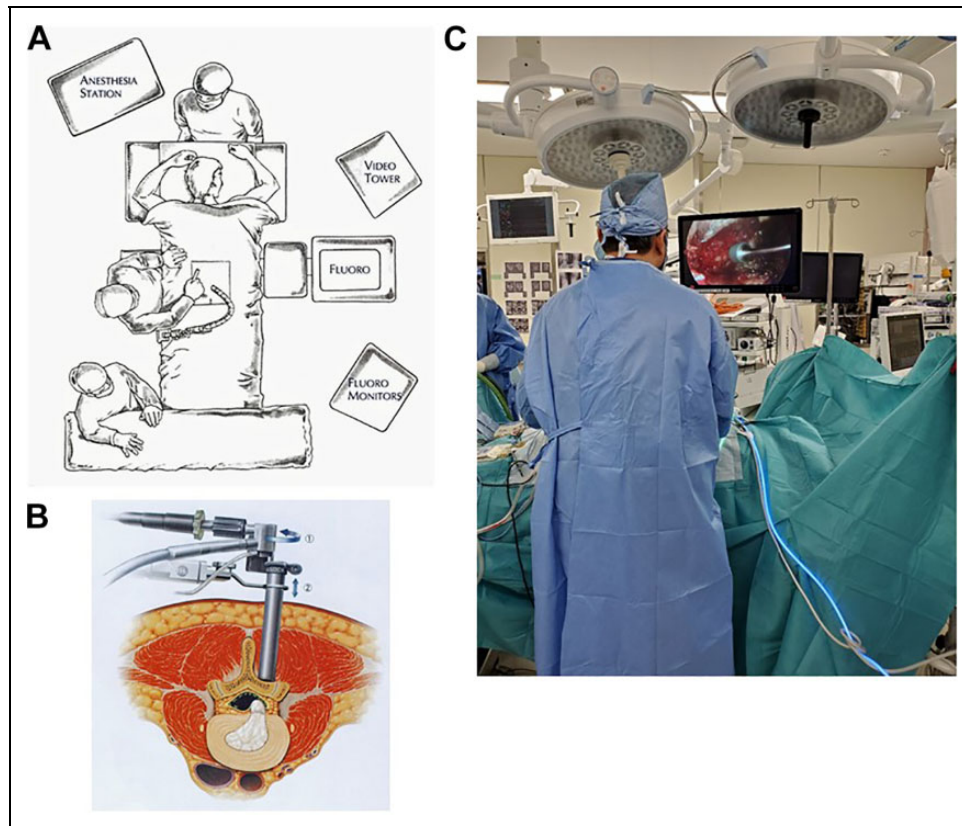 A
ANESTHESIA
STATION
VIDEO
TOWER
FLUORO
FLUORO
MONITORS
B
1
2
C